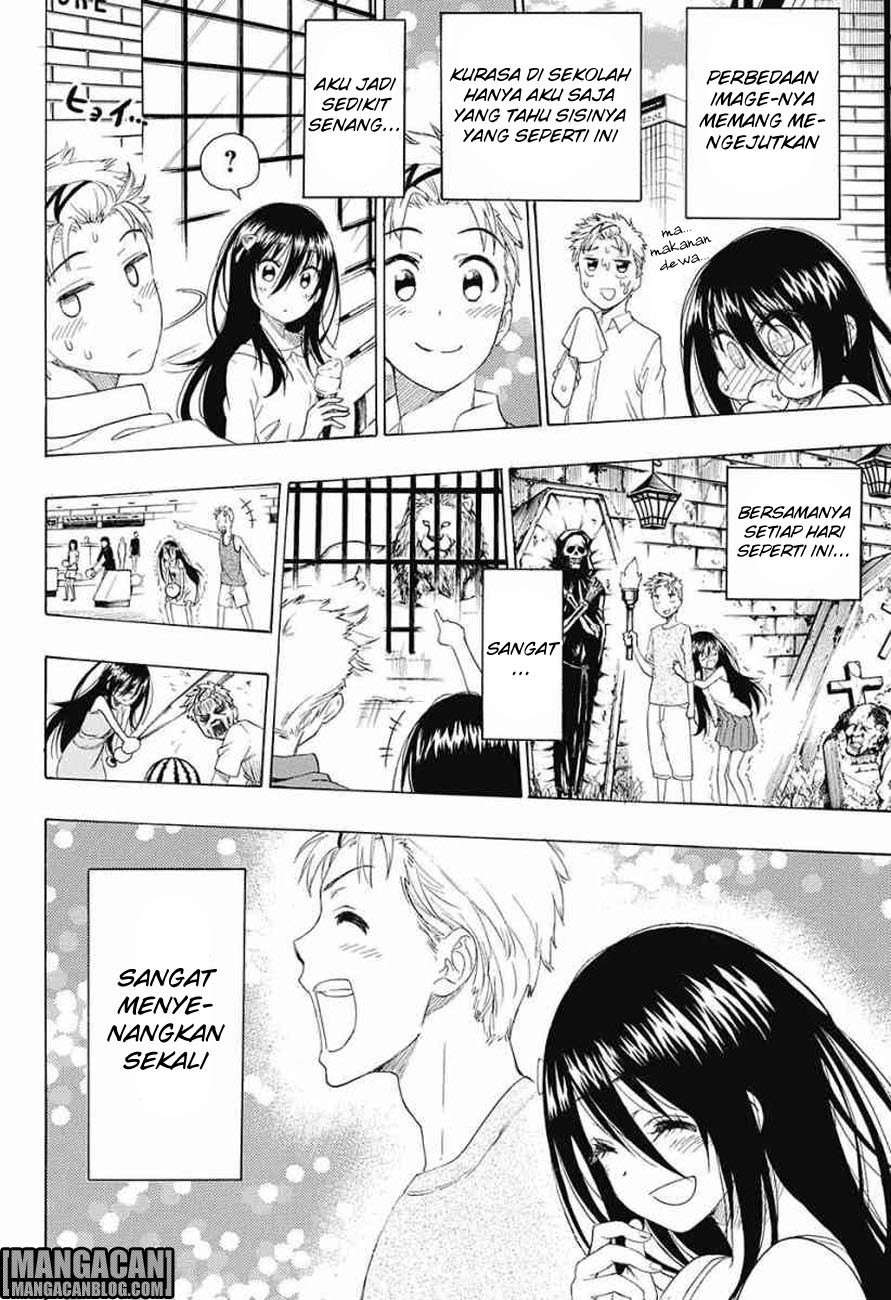 PERBEDAAN
IMAGE-NYA
MEMANG ME-
NGEJUTKAN
ma...
makanan
dewa...
KURASA DI SEKOLAH
HANYA AKU SAJA
YANG TAHU SISINYA
YANG SEPERTI INI
AKU JADI
SEDIKIT
SENANG...
?
ヒョイ...
ORE
BERSAMANYA
SETIAP HARI
SEPERTI INI...
SANGAT
...
SANGAT
MENYE-
NANGKAN
SEKALI
[MANGACAN]
MANGACANBLOG.COM